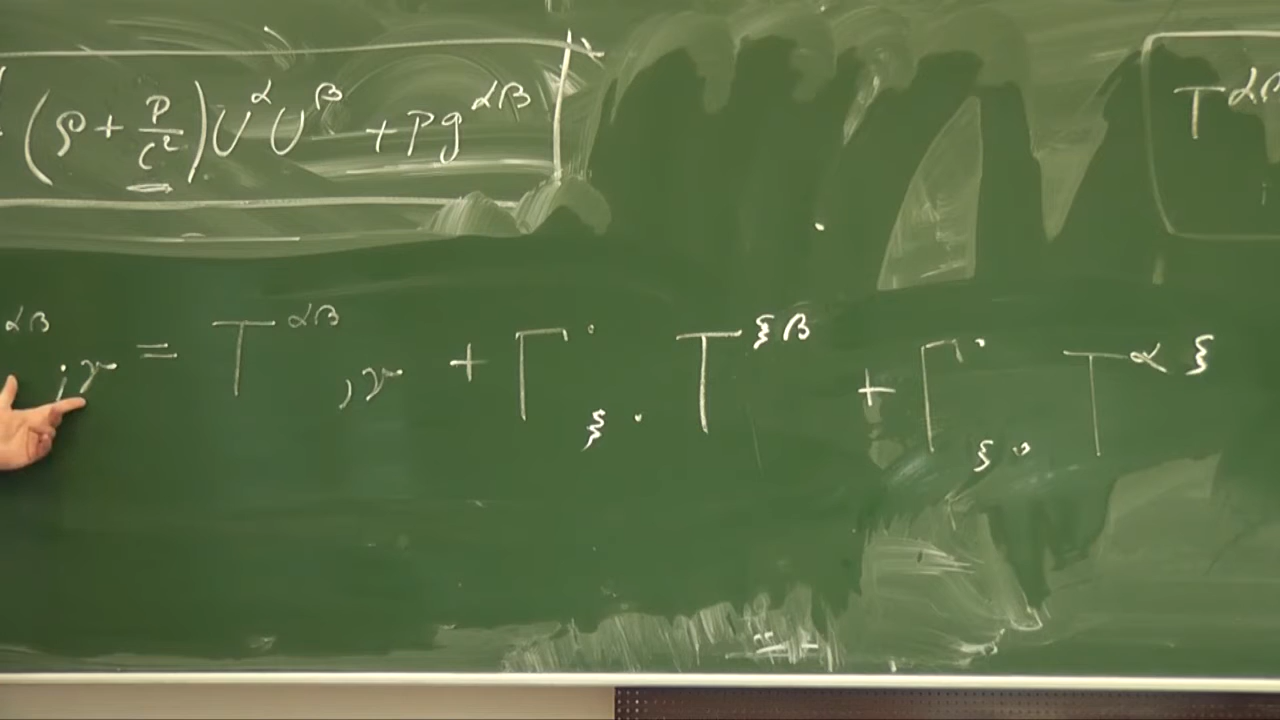 (ρ + P/c²) U^α U^β + P g^{αβ}
T^{αβ}
^{αβ}_{;γ} = T^{αβ}_{,γ} + Γ^{·}_{ξ ·} T^{ξβ} + Γ^{·}_{ξ ·} T^{αξ}